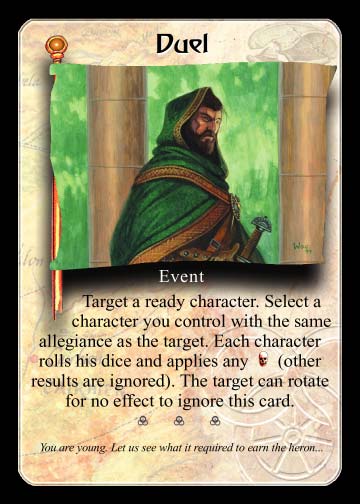 Duel
Way
Event
Target a ready character. Select a
character you control with the same
allegiance as the target. Each character
rolls his dice and applies any (other
results are ignored). The target can rotate
for no effect to ignore this card.
You are young. Let us see what it required to earn the heron...